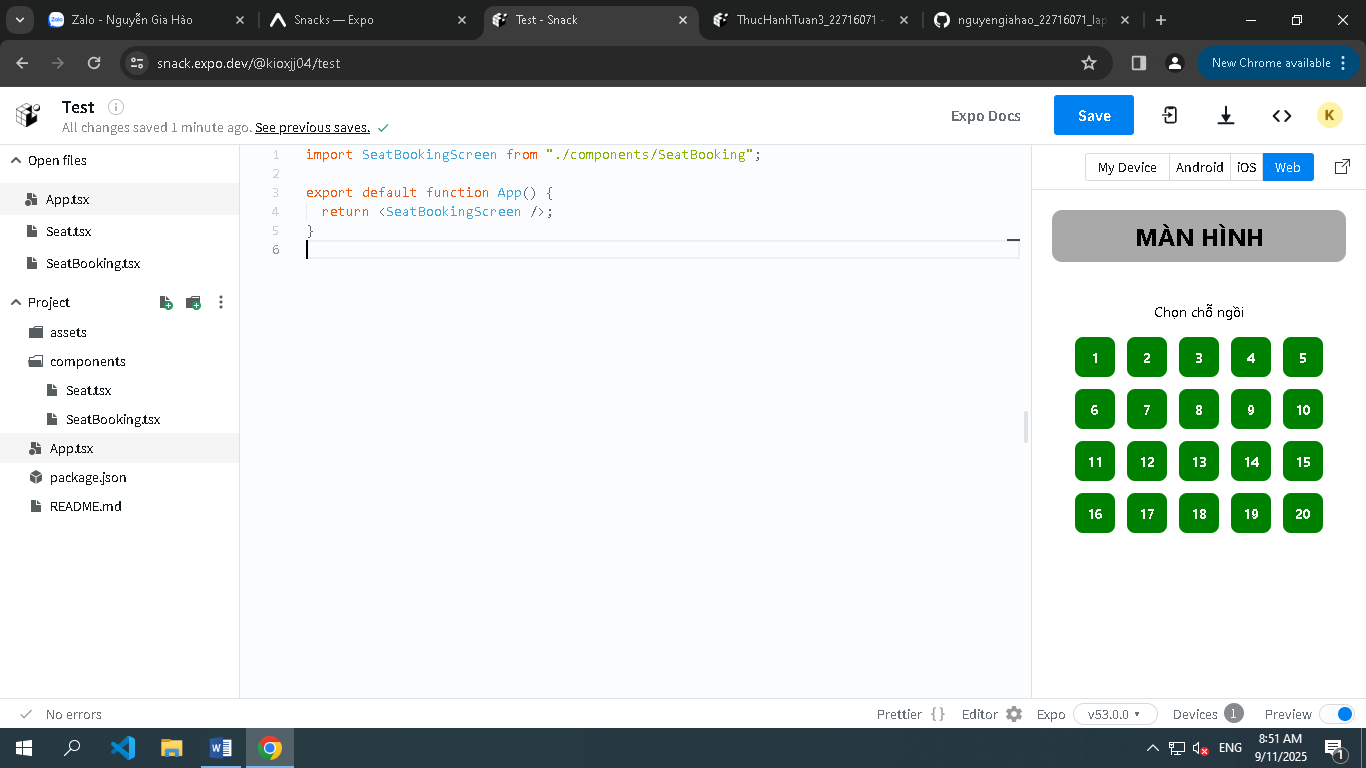 Zalo - Nguyễn Gia Hào
Snacks — Expo
Test - Snack
ThucHanhTuan3_22716071 -
nguyengiahao_22716071_lap
snack.expo.dev/@kioxjj04/test
New Chrome available
Test
All changes saved 1 minute ago. See previous saves.
Expo Docs
Save
K
Open files
App.tsx
Seat.tsx
SeatBooking.tsx
Project
assets
components
Seat.tsx
SeatBooking.tsx
App.tsx
package.json
README.md
1 import SeatBookingScreen from "./components/SeatBooking";
2
3 export default function App() {
4 return <SeatBookingScreen />;
5 }
6
My Device Android iOS Web
MÀN HÌNH
Chọn chỗ ngồi
1 2 3 4 5
6 7 8 9 10
11 12 13 14 15
16 17 18 19 20
No errors
Prettier {} Editor Expo v53.0.0 Devices 1 Preview
Zalo
W
ENG
8:51 AM
9/11/2025
1